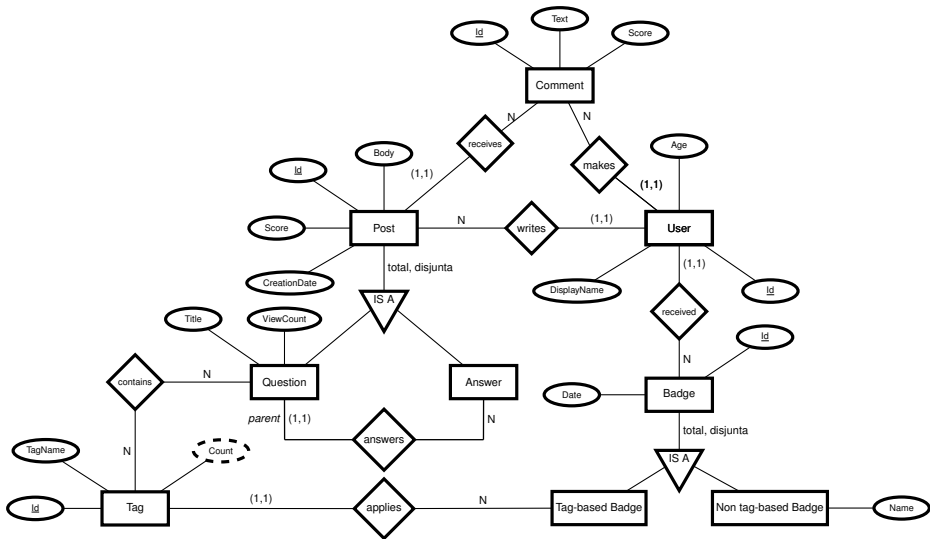 Text
Id
Score
Comment
N
N
receives
Body
Age
makes
Id
(1,1)
(1,1)
Score
Post
N
writes
(1,1)
User
total, disjunta
(1,1)
CreationDate
DisplayName
Id
IS A
Title
ViewCount
received
Id
contains
N
Question
Answer
N
Date
Badge
parent
(1,1)
N
answers
total, disjunta
TagName
N
Count
IS A
Id
Tag
(1,1)
applies
N
Tag-based Badge
Non tag-based Badge
Name